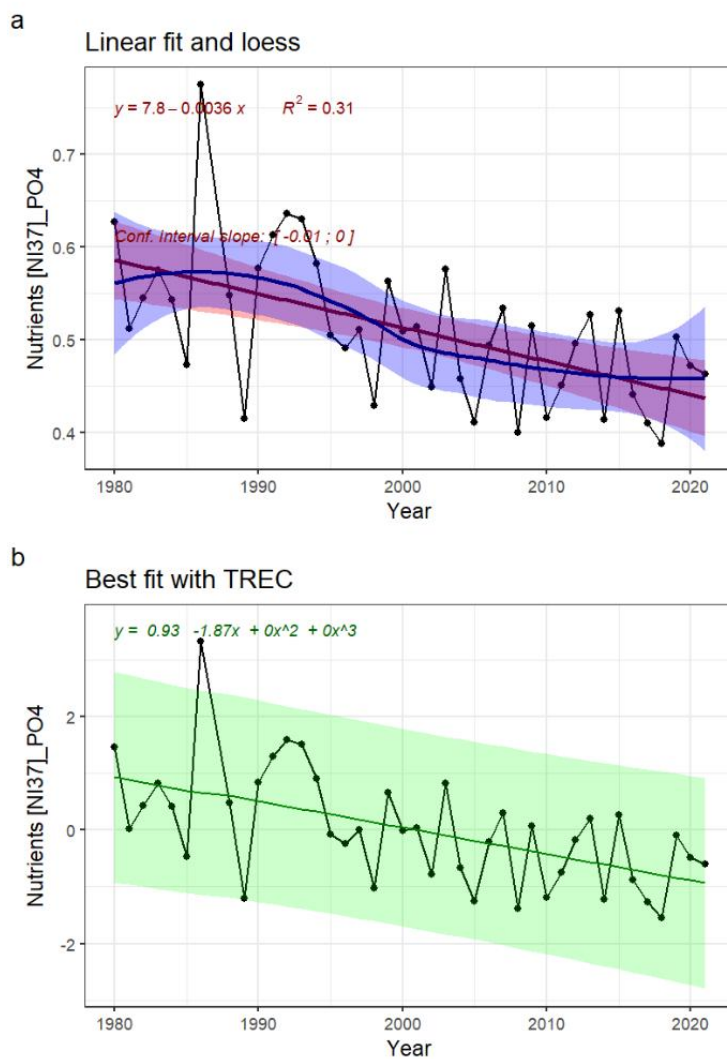 a
Linear fit and loess
y = 7.8 − 0.0036 x R² = 0.31
Conf. Interval slope: [ -0.01 ; 0 ]
0.7
0.6
0.5
0.4
Nutrients [NI37]_PO4
1980 1990 2000 2010 2020
Year
b
Best fit with TREC
y = 0.93 -1.87x + 0x^2 + 0x^3
2
0
-2
Nutrients [NI37]_PO4
1980 1990 2000 2010 2020
Year